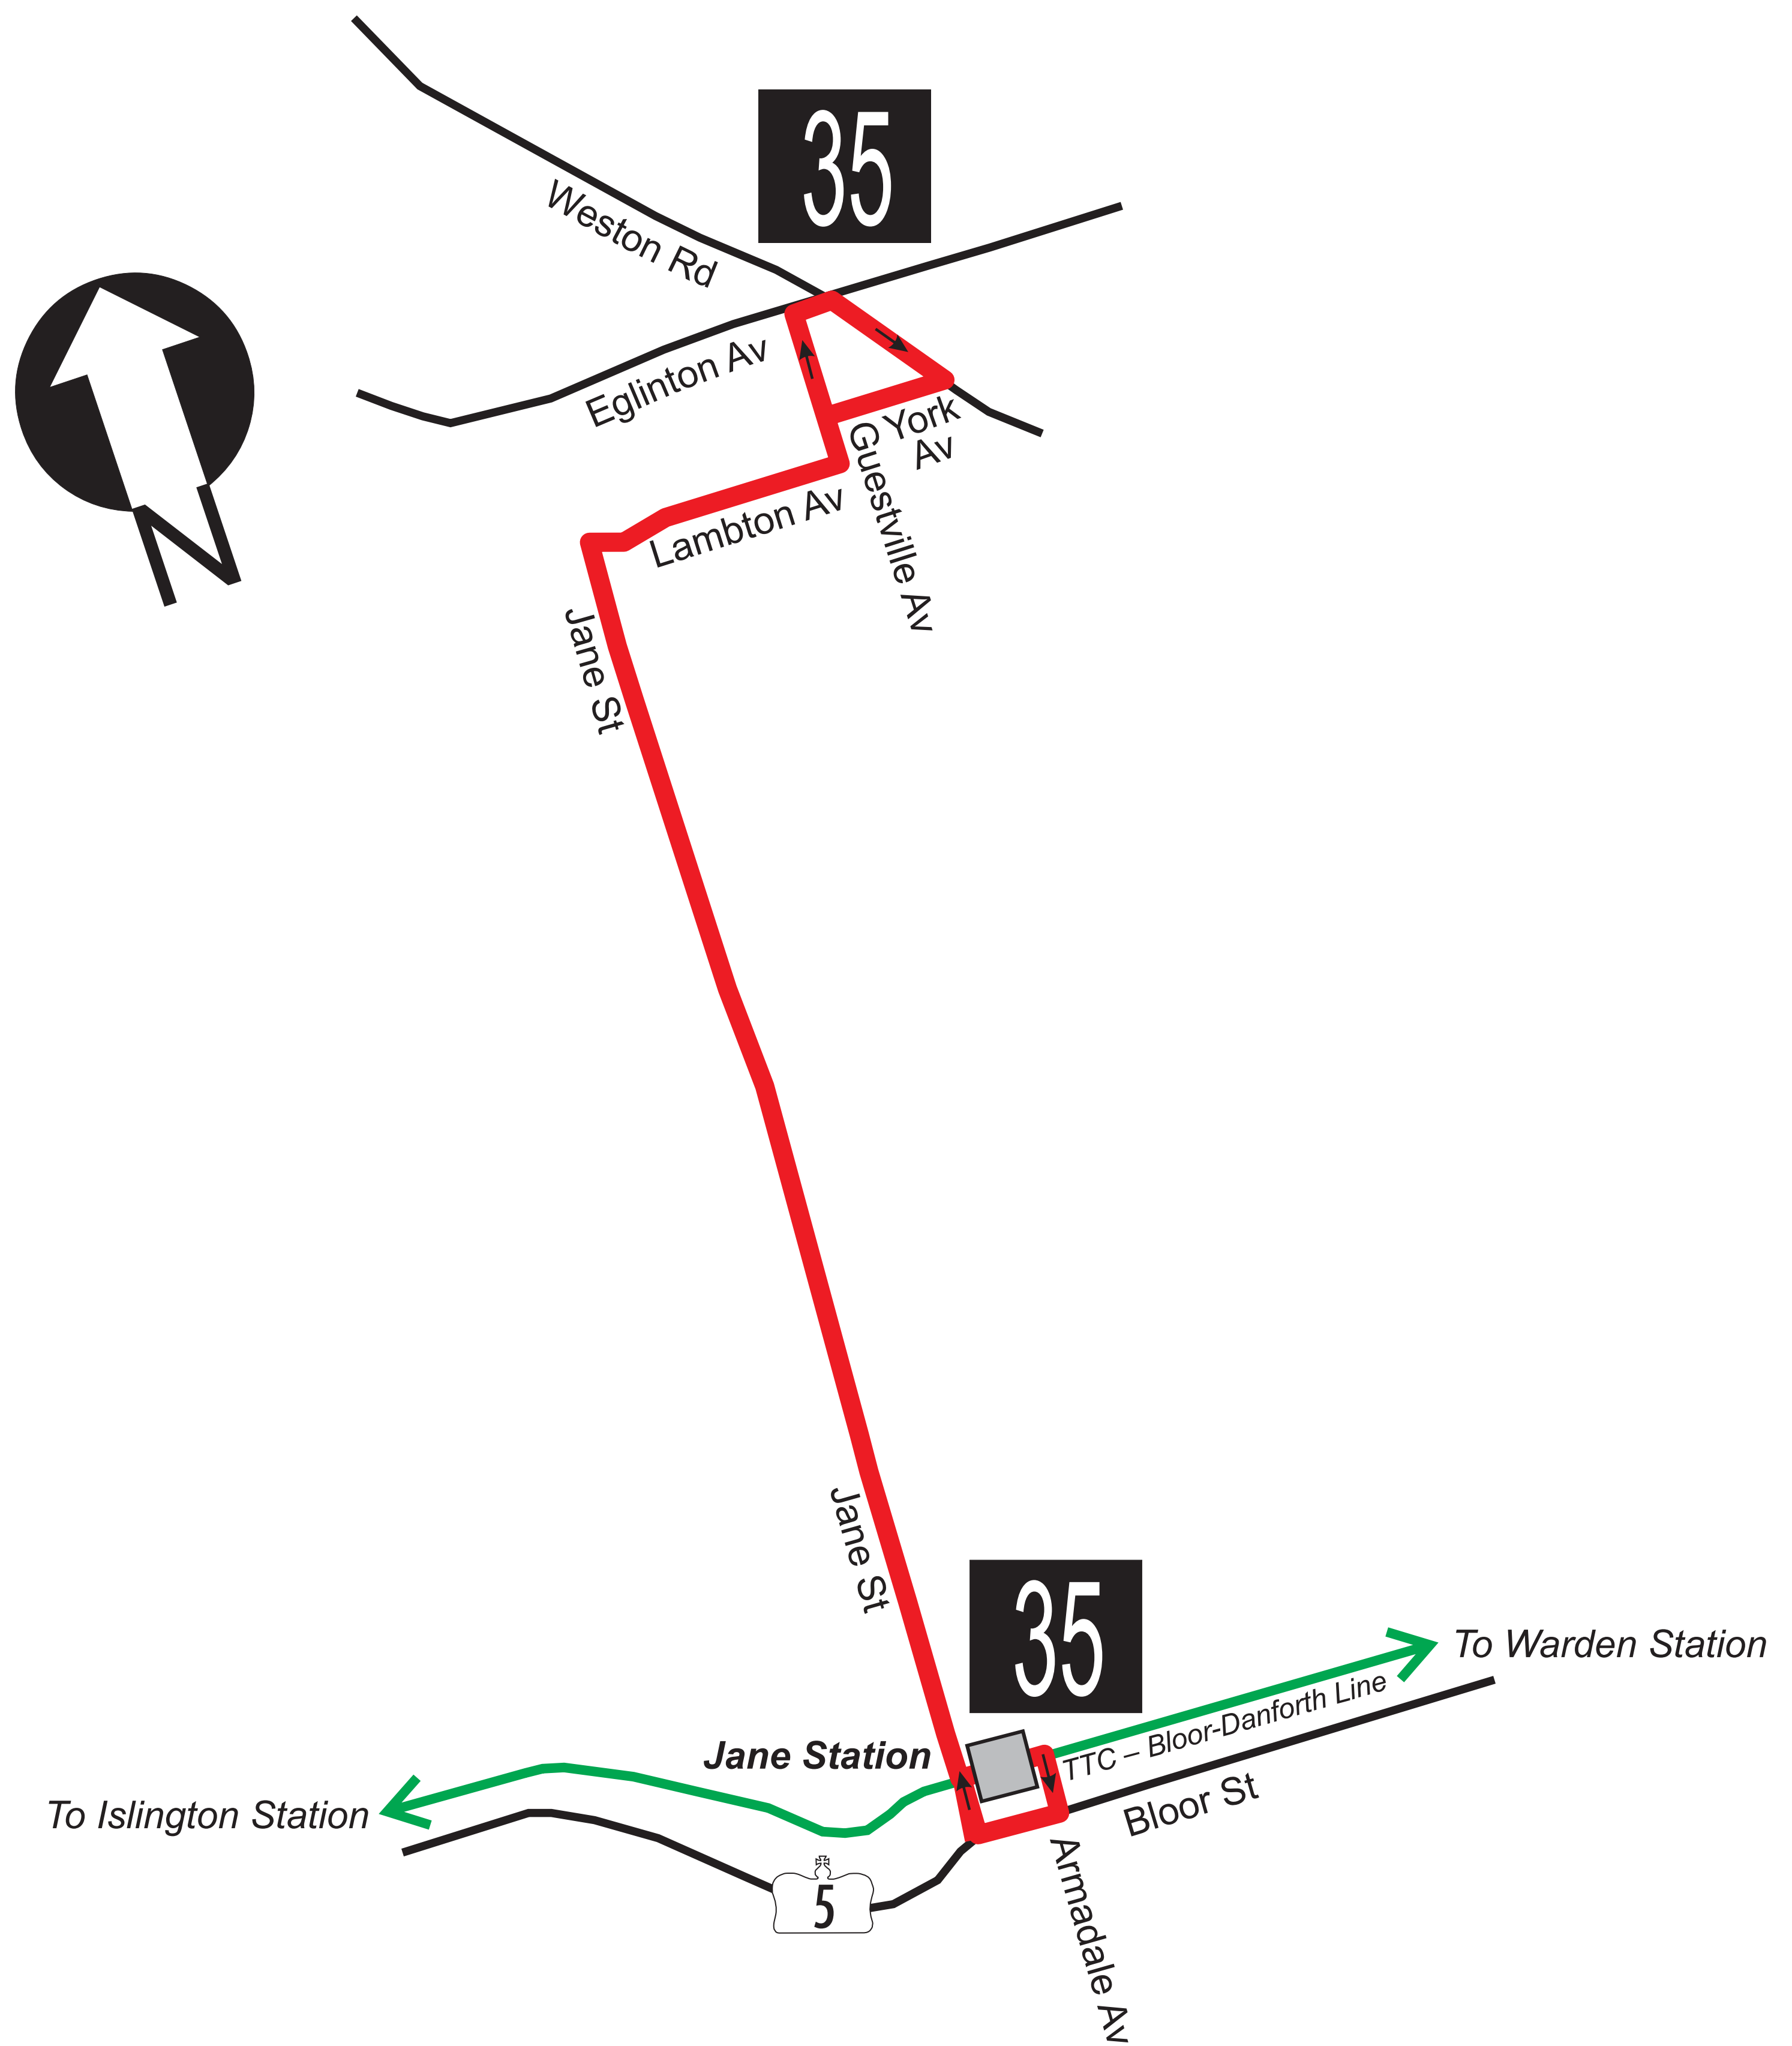 35
Weston Rd
Eglinton Av
York
Av
Guestville Av
Lambton Av
N
Jane St
Jane St
35
To Warden Station
TTC – Bloor-Danforth Line
Jane Station
Bloor St
To Islington Station
5
Armadale Av